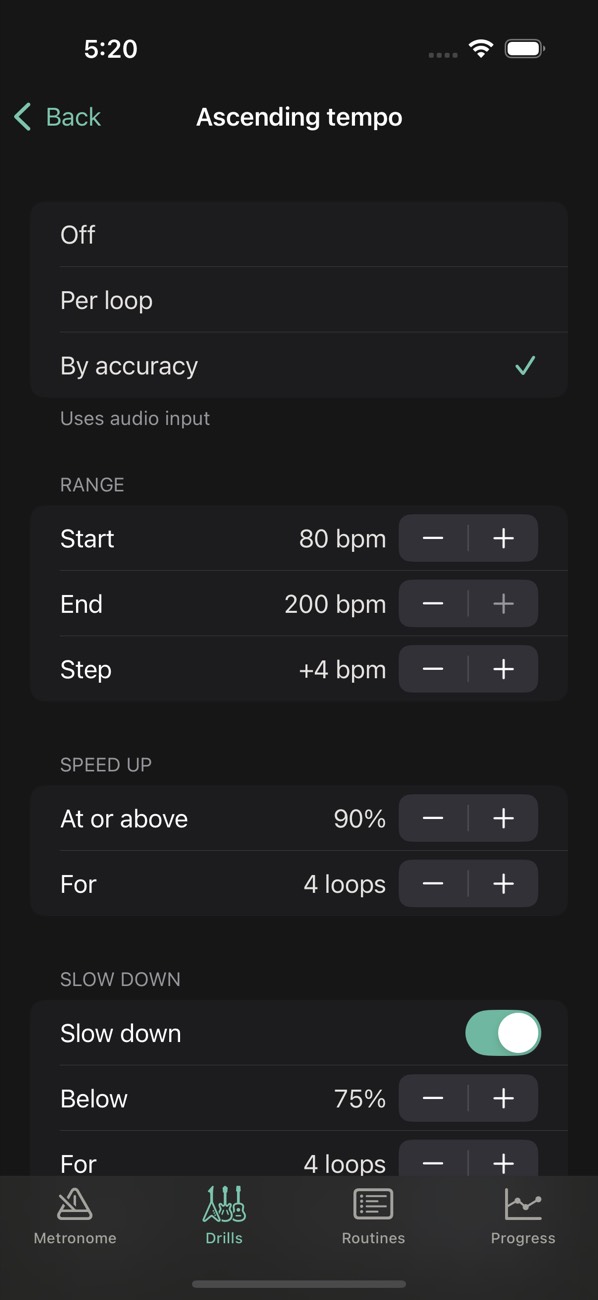 5:20
Back
Ascending tempo
Off
Per loop
By accuracy
Uses audio input
RANGE
Start 80 bpm
End 200 bpm
Step +4 bpm
SPEED UP
At or above 90%
For 4 loops
SLOW DOWN
Slow down
Below 75%
For 4 loops
Metronome Drills Routines Progress